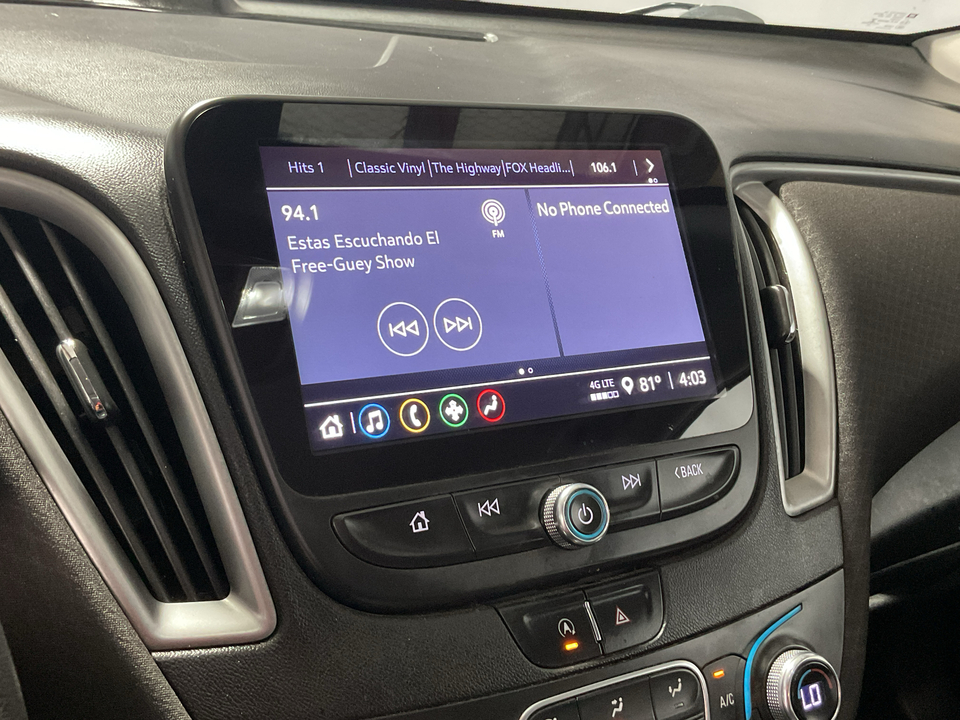 Hits 1 | Classic Vinyl | The Highway | FOX Headli... | 106.1
94.1
FM
Estas Escuchando El
Free-Guey Show
No Phone Connected
4G LTE 81° | 4:03
BACK
A
A/C
LO